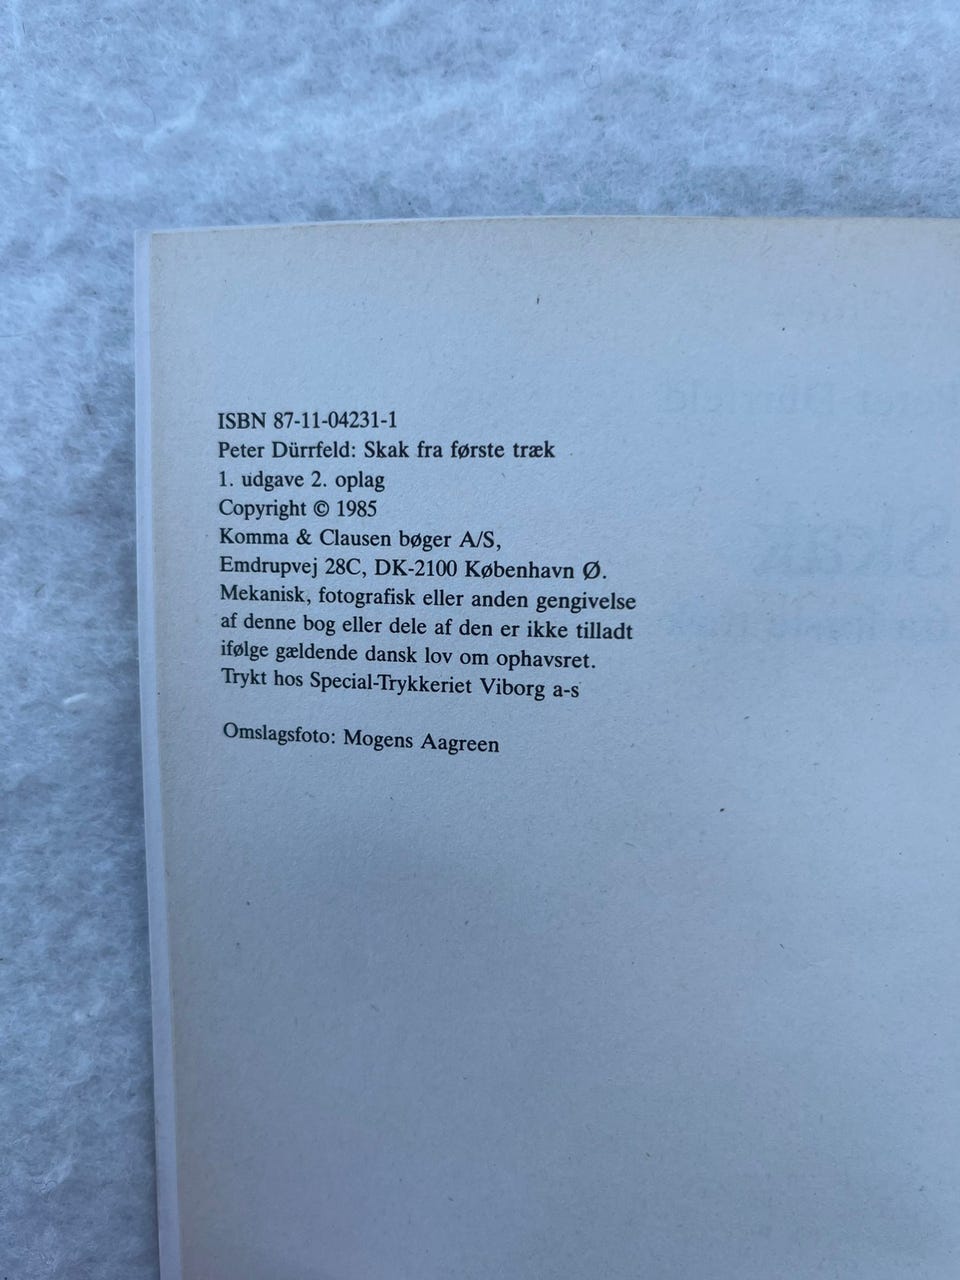 ISBN 87-11-04231-1
Peter Dürrfeld: Skak fra første træk
1. udgave 2. oplag
Copyright © 1985
Komma & Clausen bøger A/S,
Emdrupvej 28C, DK-2100 København Ø.
Mekanisk, fotografisk eller anden gengivelse
af denne bog eller dele af den er ikke tilladt
ifølge gældende dansk lov om ophavsret.
Trykt hos Special-Trykkeriet Viborg a-s
Omslagsfoto: Mogens Aagreen